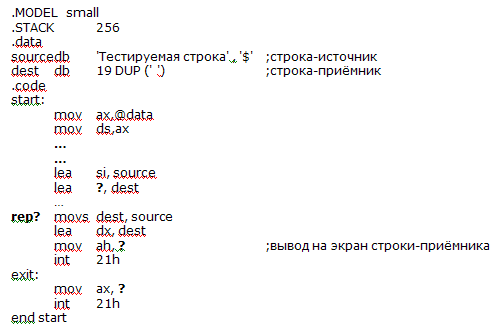 .MODEL small
.STACK 256
.data
sourcedb 'Тестируемая строка', '$' ;строка-источник
dest db 19 DUP (' ') ;строка-приёмник
.code
start:
mov ax,@data
mov ds,ax
...
...
lea si, source
lea ?, dest
...
rep? movs dest, source
lea dx, dest
mov ah, ? ;вывод на экран строки-приёмника
int 21h
exit:
mov ax, ?
int 21h
end start